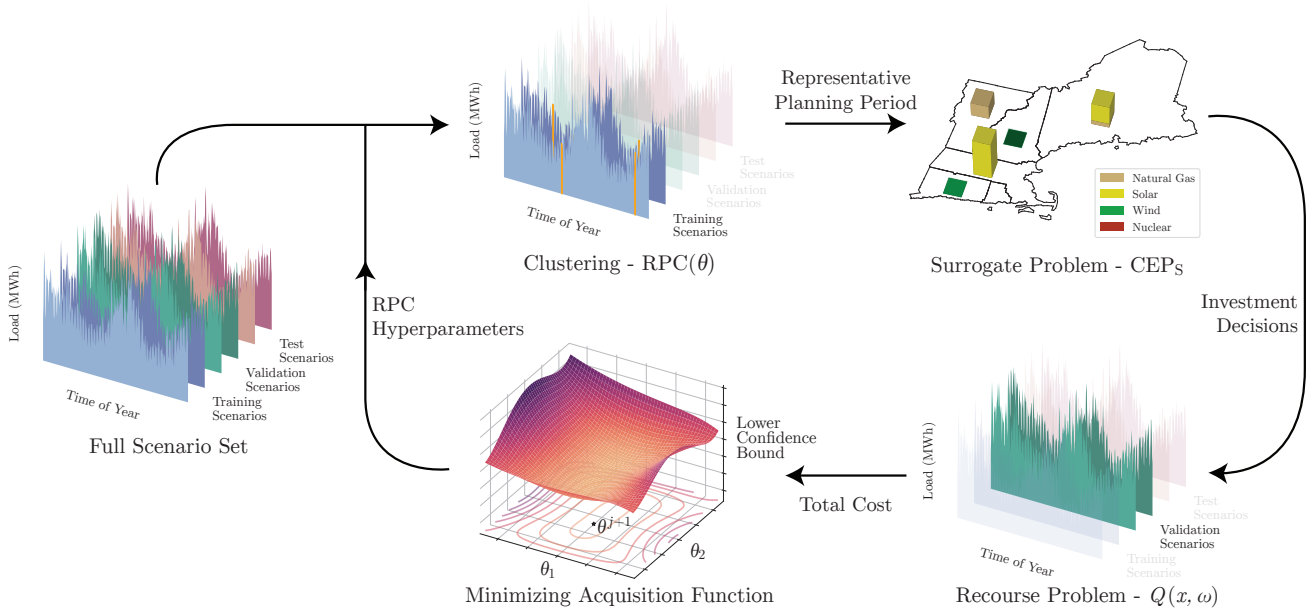 Load (MWh)
Time of Year
Test
Scenarios
Validation
Scenarios
Training
Scenarios
Full Scenario Set
Load (MWh)
Time of Year
Test
Scenarios
Validation
Scenarios
Training
Scenarios
Clustering - RPC(θ)
Representative
Planning Period
Natural Gas
Solar
Wind
Nuclear
Surrogate Problem - CEPS
Investment
Decisions
Load (MWh)
Time of Year
Test
Scenarios
Validation
Scenarios
Training
Scenarios
Recourse Problem - Q(x, ω)
Total Cost
Lower
Confidence
Bound
θ^{j+1}
θ₁
θ₂
Minimizing Acquisition Function
RPC
Hyperparameters